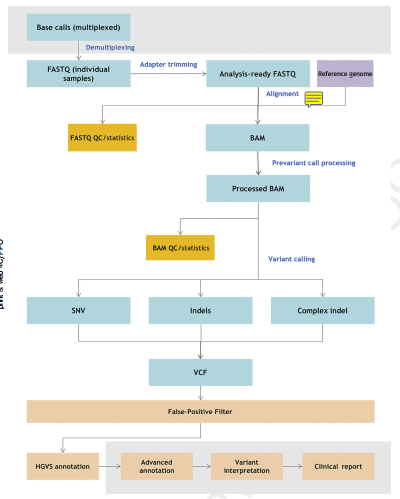 Base calls (multiplexed)
Demultiplexing
FASTQ (individual
samples)
Adapter trimming
Analysis-ready FASTQ
Reference genome
Alignment
FASTQ QC/statistics
BAM
Prevariant call processing
Processed BAM
BAM QC/statistics
Variant calling
SNV
Indels
Complex indel
VCF
False-Positive Filter
HGVS annotation
Advanced
annotation
Variant
interpretation
Clinical report